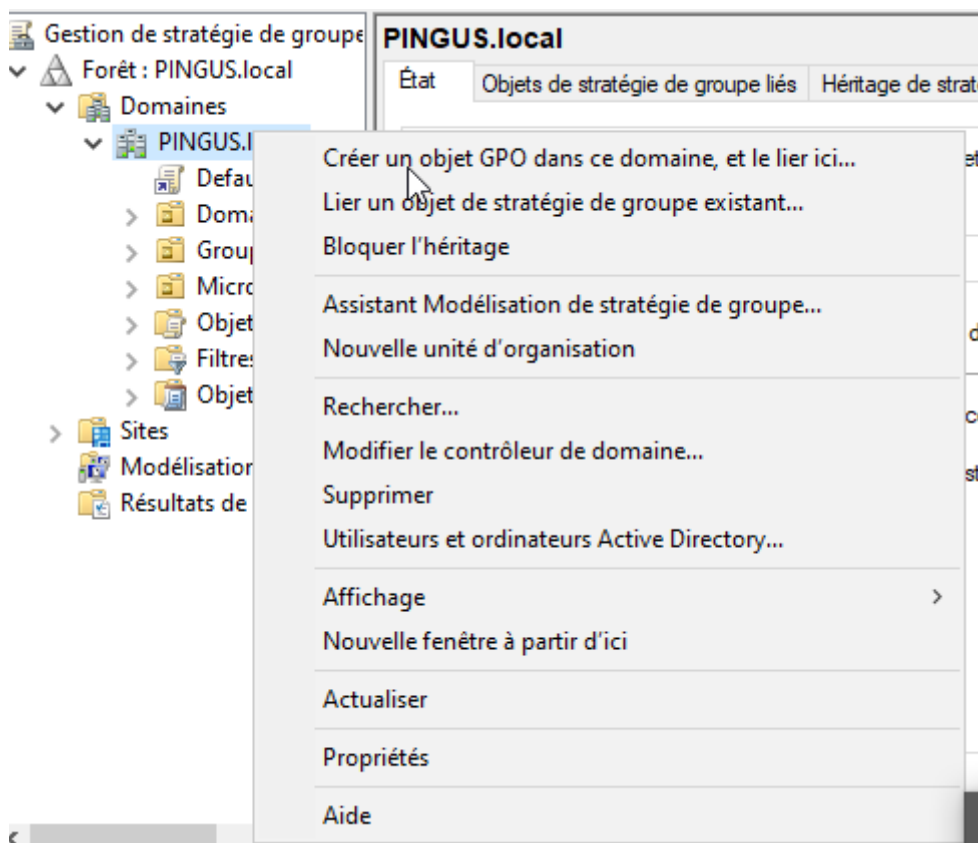 Gestion de stratégie de groupe
Forêt : PINGUS.local
Domaines
PINGUS.l
Defau
Doma
Group
Micro
Objet
Filtres
Objet
Sites
Modélisation
Résultats de
PINGUS.local
État
Objets de stratégie de groupe liés
Héritage de strat
Créer un objet GPO dans ce domaine, et le lier ici...
Lier un objet de stratégie de groupe existant...
Bloquer l'héritage
Assistant Modélisation de stratégie de groupe...
Nouvelle unité d'organisation
Rechercher...
Modifier le contrôleur de domaine...
Supprimer
Utilisateurs et ordinateurs Active Directory...
Affichage
Nouvelle fenêtre à partir d'ici
Actualiser
Propriétés
Aide